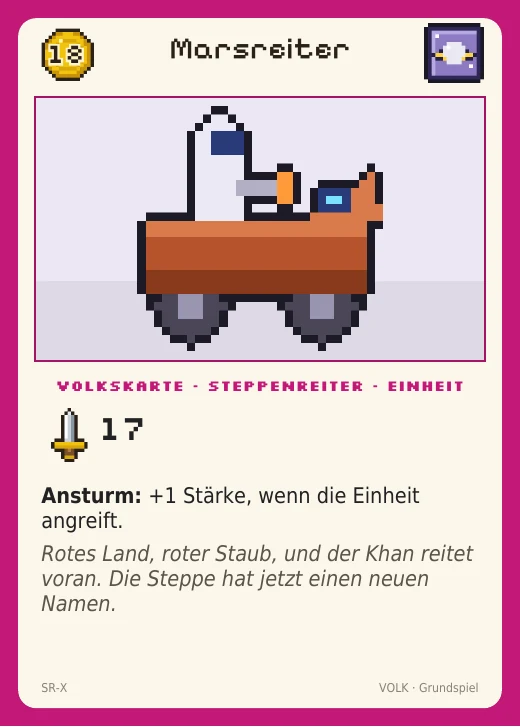 18
Marsreiter
VOLKSKARTE · STEPPENREITER · EINHEIT
17
Ansturm: +1 Stärke, wenn die Einheit
angreift.
Rotes Land, roter Staub, und der Khan reitet
voran. Die Steppe hat jetzt einen neuen
Namen.
SR-X
VOLK · Grundspiel